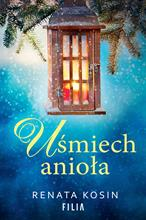 Uśmiech
anioła
RENATA KOSIN
FILIA